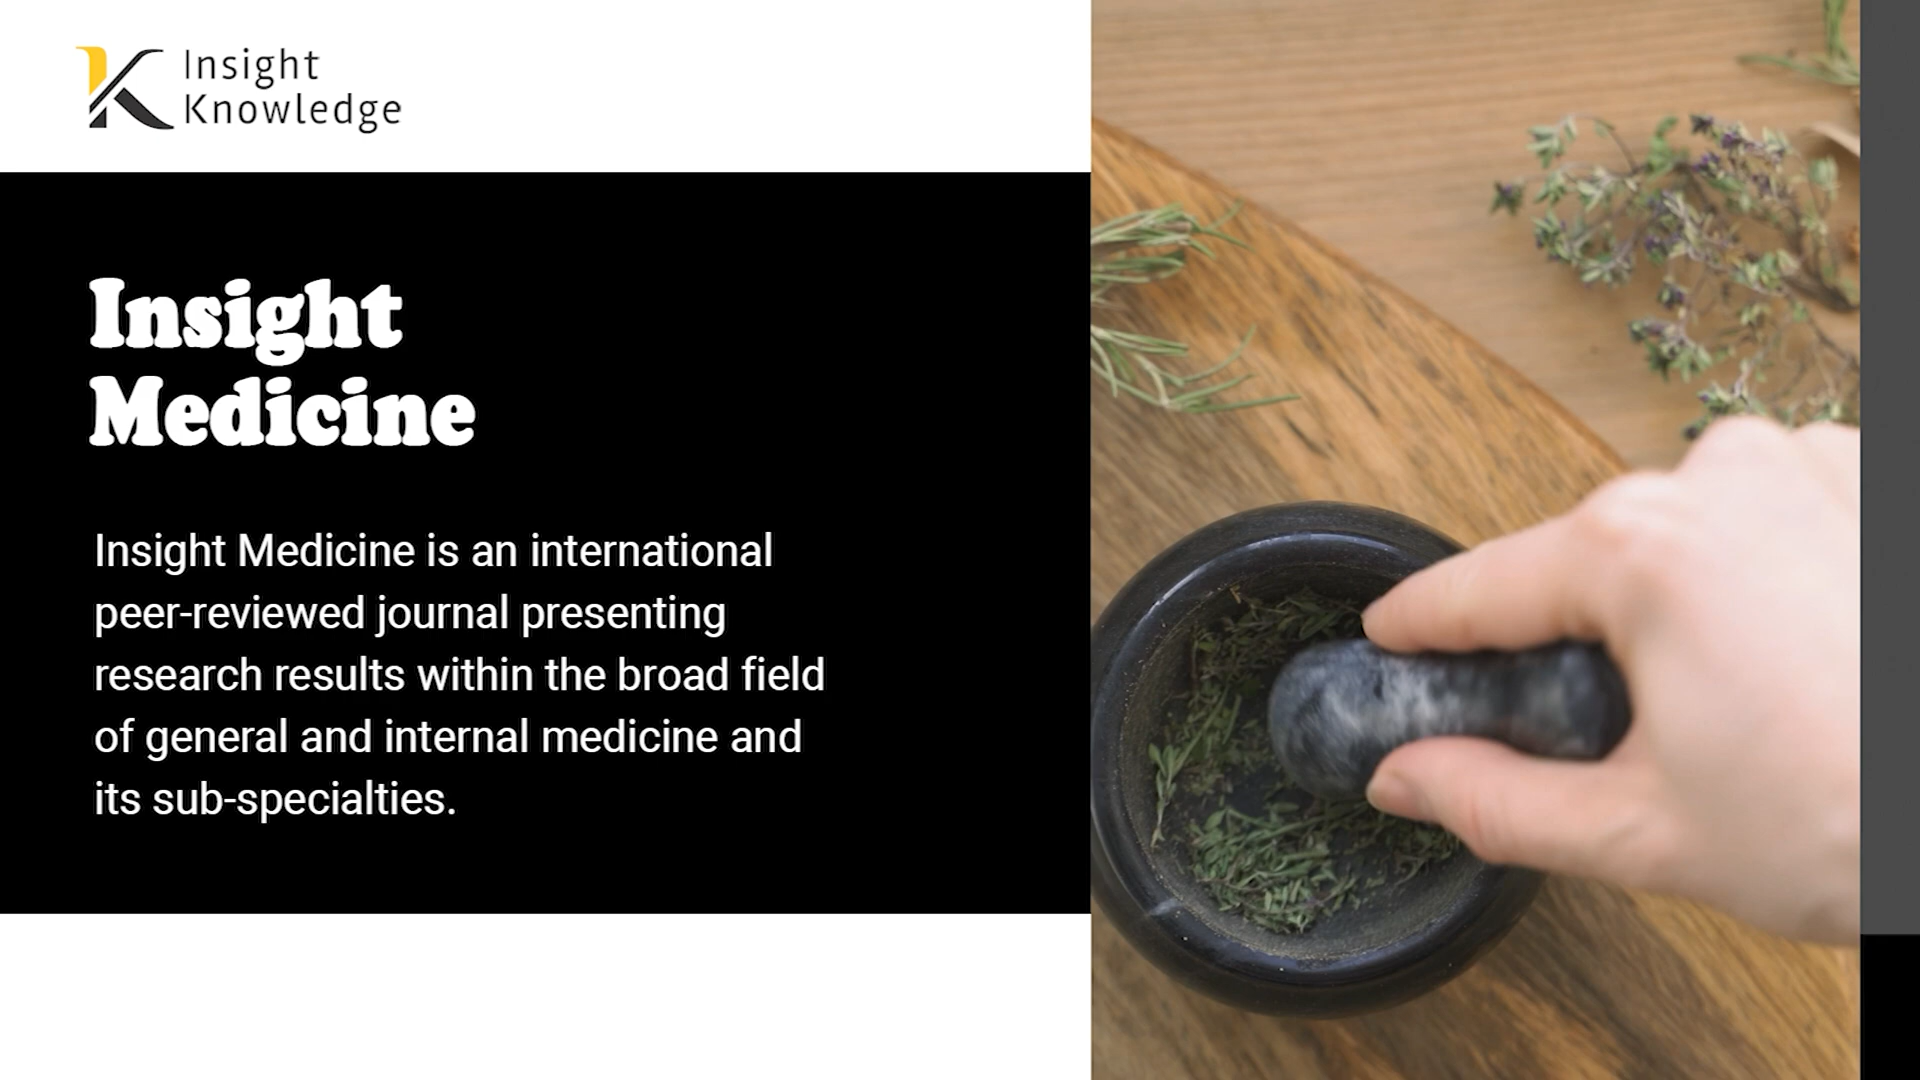 Insight
Knowledge
Insight
Medicine
Insight Medicine is an international
peer-reviewed journal presenting
research results within the broad field
of general and internal medicine and
its sub-specialties.